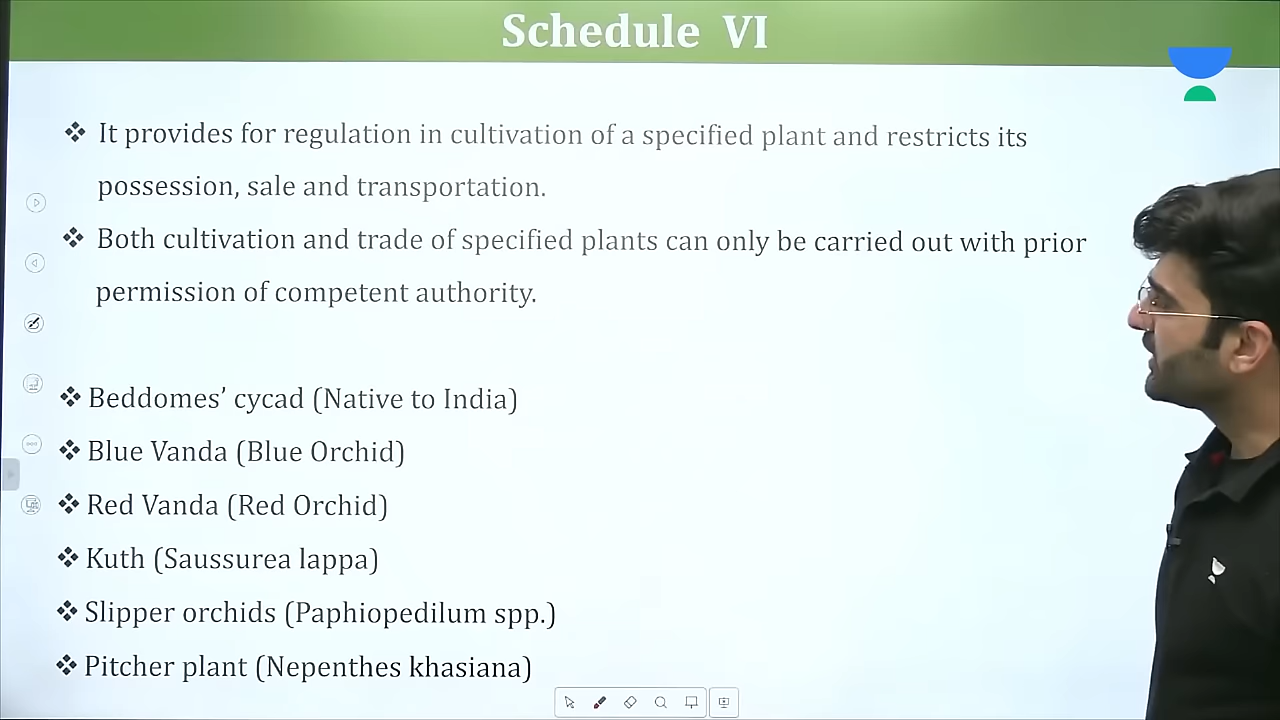 Schedule VI
❖ It provides for regulation in cultivation of a specified plant and restricts its
possession, sale and transportation.
❖ Both cultivation and trade of specified plants can only be carried out with prior
permission of competent authority.
❖ Beddomes’ cycad (Native to India)
❖ Blue Vanda (Blue Orchid)
❖ Red Vanda (Red Orchid)
❖ Kuth (Saussurea lappa)
❖ Slipper orchids (Paphiopedilum spp.)
❖ Pitcher plant (Nepenthes khasiana)